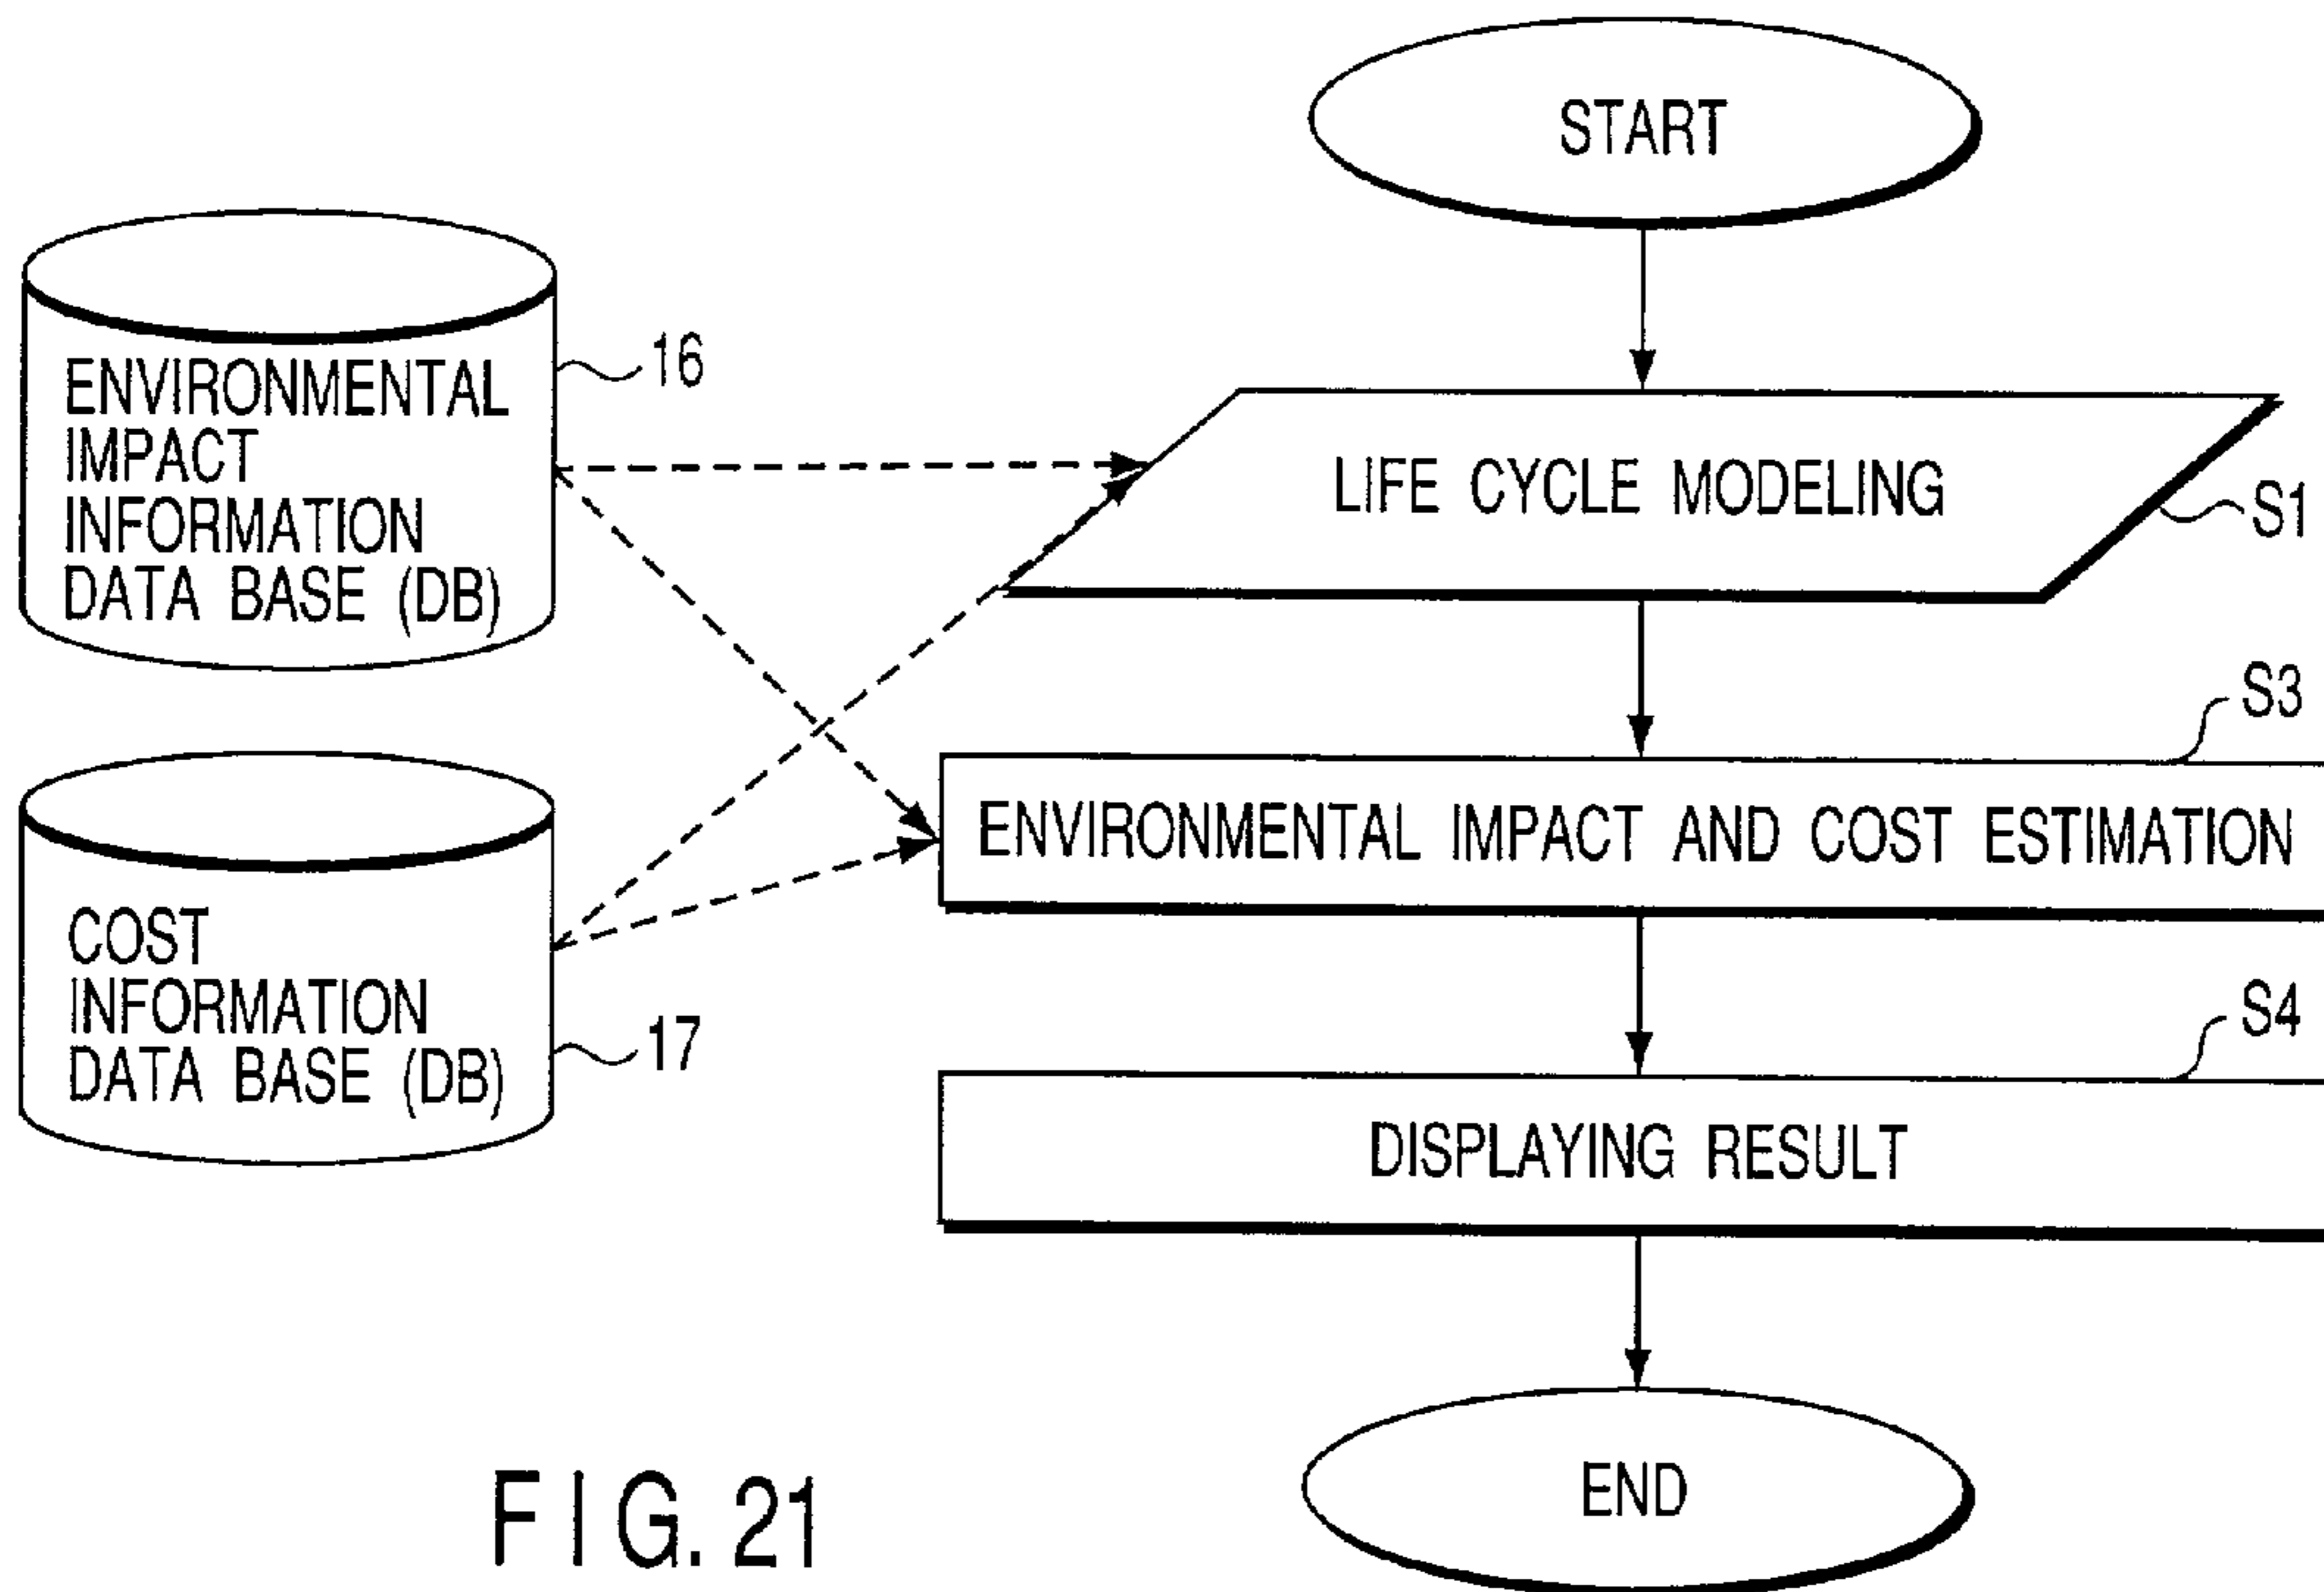 START
ENVIRONMENTAL
IMPACT
INFORMATION
DATA BASE (DB)
16
LIFE CYCLE MODELING
S1
S3
ENVIRONMENTAL IMPACT AND COST ESTIMATION
COST
INFORMATION
DATA BASE (DB)
17
S4
DISPLAYING RESULT
END
FIG. 21